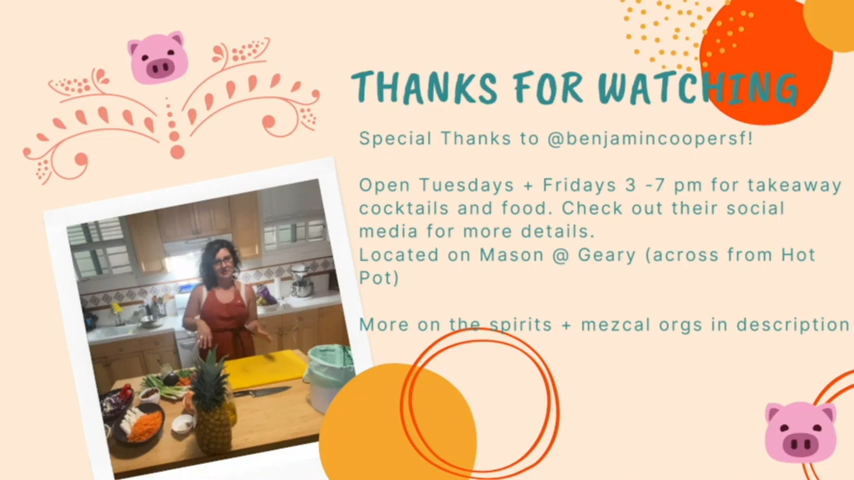 THANKS FOR WATCHING
Special Thanks to @benjamincoopersf!
Open Tuesdays + Fridays 3 -7 pm for takeaway
cocktails and food. Check out their social
media for more details.
Located on Mason @ Geary (across from Hot
Pot)
More on the spirits + mezcal orgs in description